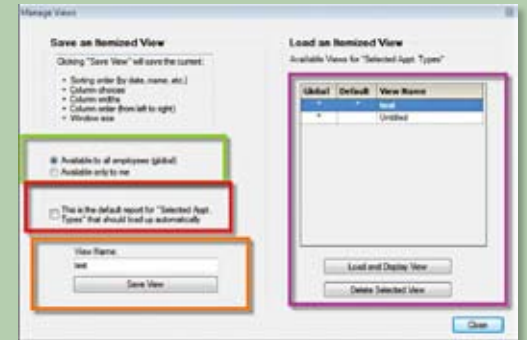 Manage Views
Save an Itemized View
Clicking "Save View" will save the current:
* Sorting order (by date, name, etc.)
* Column choices
* Column widths
* Column order (from left to right)
* Window size
Available to all employees (global)
Available only to me
This is the default report for "Selected Appt.
Types" that should load up automatically
View Name:
test
Save View
Load an Itemized View
Available Views for "Selected Appt. Types"
Global Default View Name
* * test
* Untitled
Load and Display View
Delete Selected View
Close